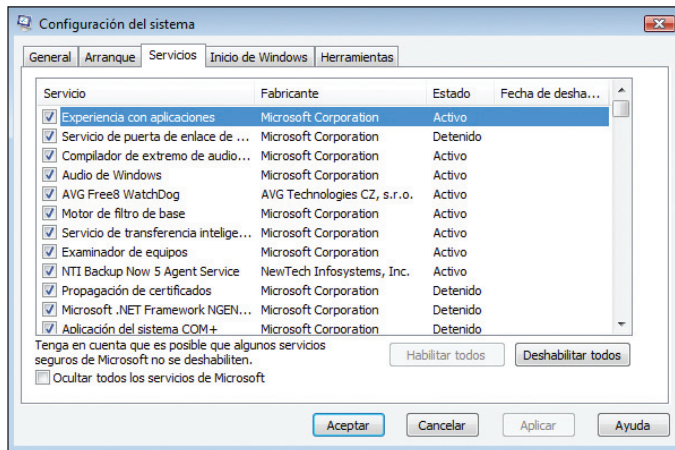 Configuración del sistema
General Arranque Servicios Inicio de Windows Herramientas
Servicio Fabricante Estado Fecha de desha...
Experiencia con aplicaciones Microsoft Corporation Activo
Servicio de puerta de enlace de ... Microsoft Corporation Detenido
Compilador de extremo de audio... Microsoft Corporation Activo
Audio de Windows Microsoft Corporation Activo
AVG Free8 WatchDog AVG Technologies CZ, s.r.o. Activo
Motor de filtro de base Microsoft Corporation Activo
Servicio de transferencia intelige... Microsoft Corporation Activo
Examinador de equipos Microsoft Corporation Activo
NTI Backup Now 5 Agent Service NewTech Infosystems, Inc. Activo
Propagación de certificados Microsoft Corporation Detenido
Microsoft .NET Framework NGEN... Microsoft Corporation Detenido
Aplicación del sistema COM+ Microsoft Corporation Detenido
Tenga en cuenta que es posible que algunos servicios
seguros de Microsoft no se deshabiliten.
Habilitar todos Deshabilitar todos
Ocultar todos los servicios de Microsoft
Aceptar Cancelar Aplicar Ayuda